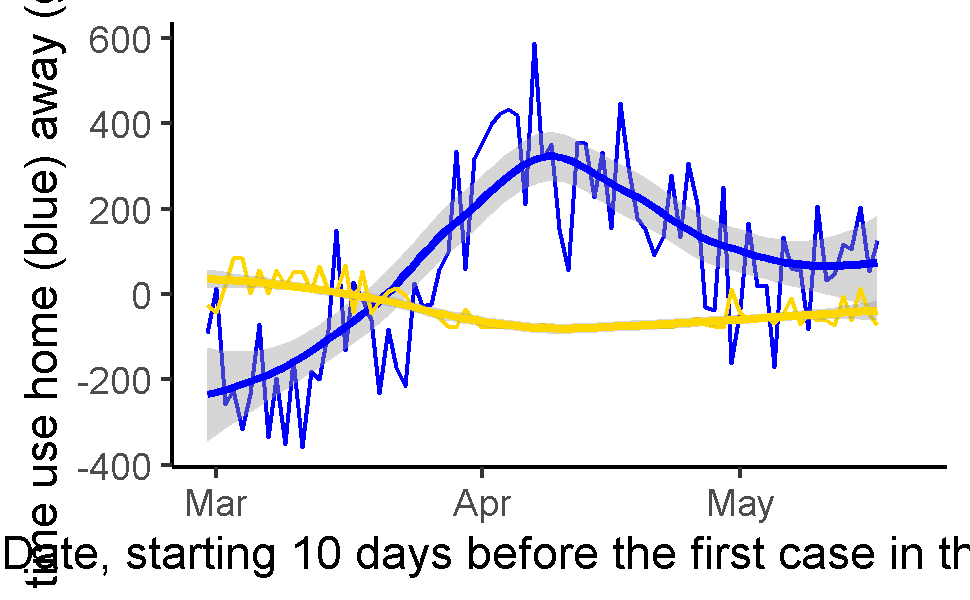 time use home (blue) away (
600
400
200
0
-200
-400
Mar Apr May
Date, starting 10 days before the first case in